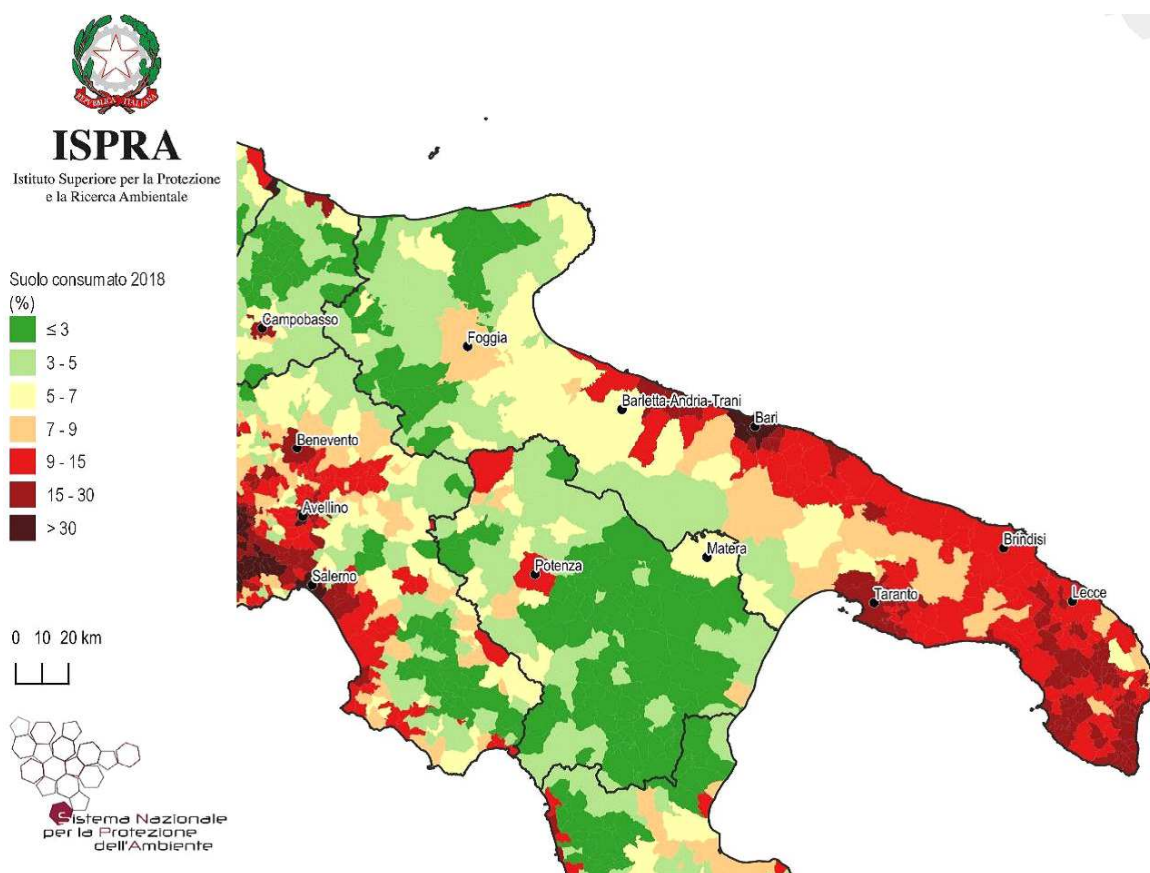 REPVBBLICA ITALIANA
ISPRA
Istituto Superiore per la Protezione
e la Ricerca Ambientale
Suolo consumato 2018
(%)
≤ 3
3 - 5
5 - 7
7 - 9
9 - 15
15 - 30
> 30
0 10 20 km
Sistema Nazionale
per la Protezione
dell'Ambiente
Campobasso
Foggia
Barletta-Andria-Trani
Bari
Benevento
Avellino
Salerno
Potenza
Matera
Taranto
Brindisi
Lecce